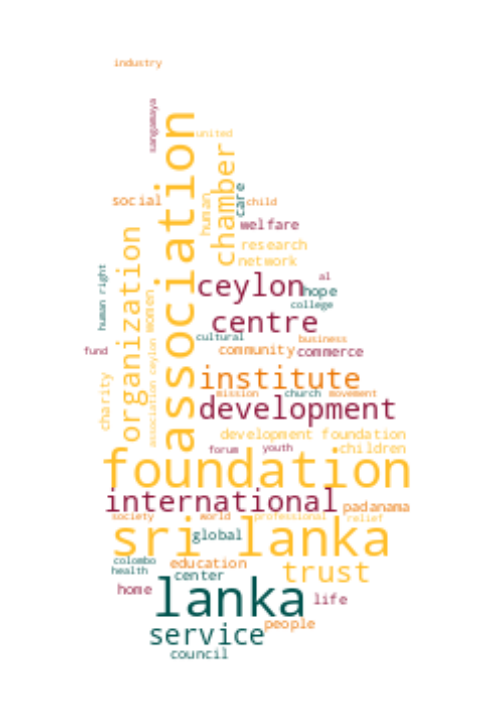 industry
sangamaya
united
association
chamber
care
social
human
child
welfare
organization
research
network
human right
women
ceylon
al
hope
college
centre
cultural
business
fund
community
commerce
association ceylon
charity
institute
mission
church
movement
development
development foundation
forum
youth
children
foundation
international
padanama
society
world
professional
relief
sri lanka
global
colombo
education
trust
health
center
home
lanka
life
service
people
council